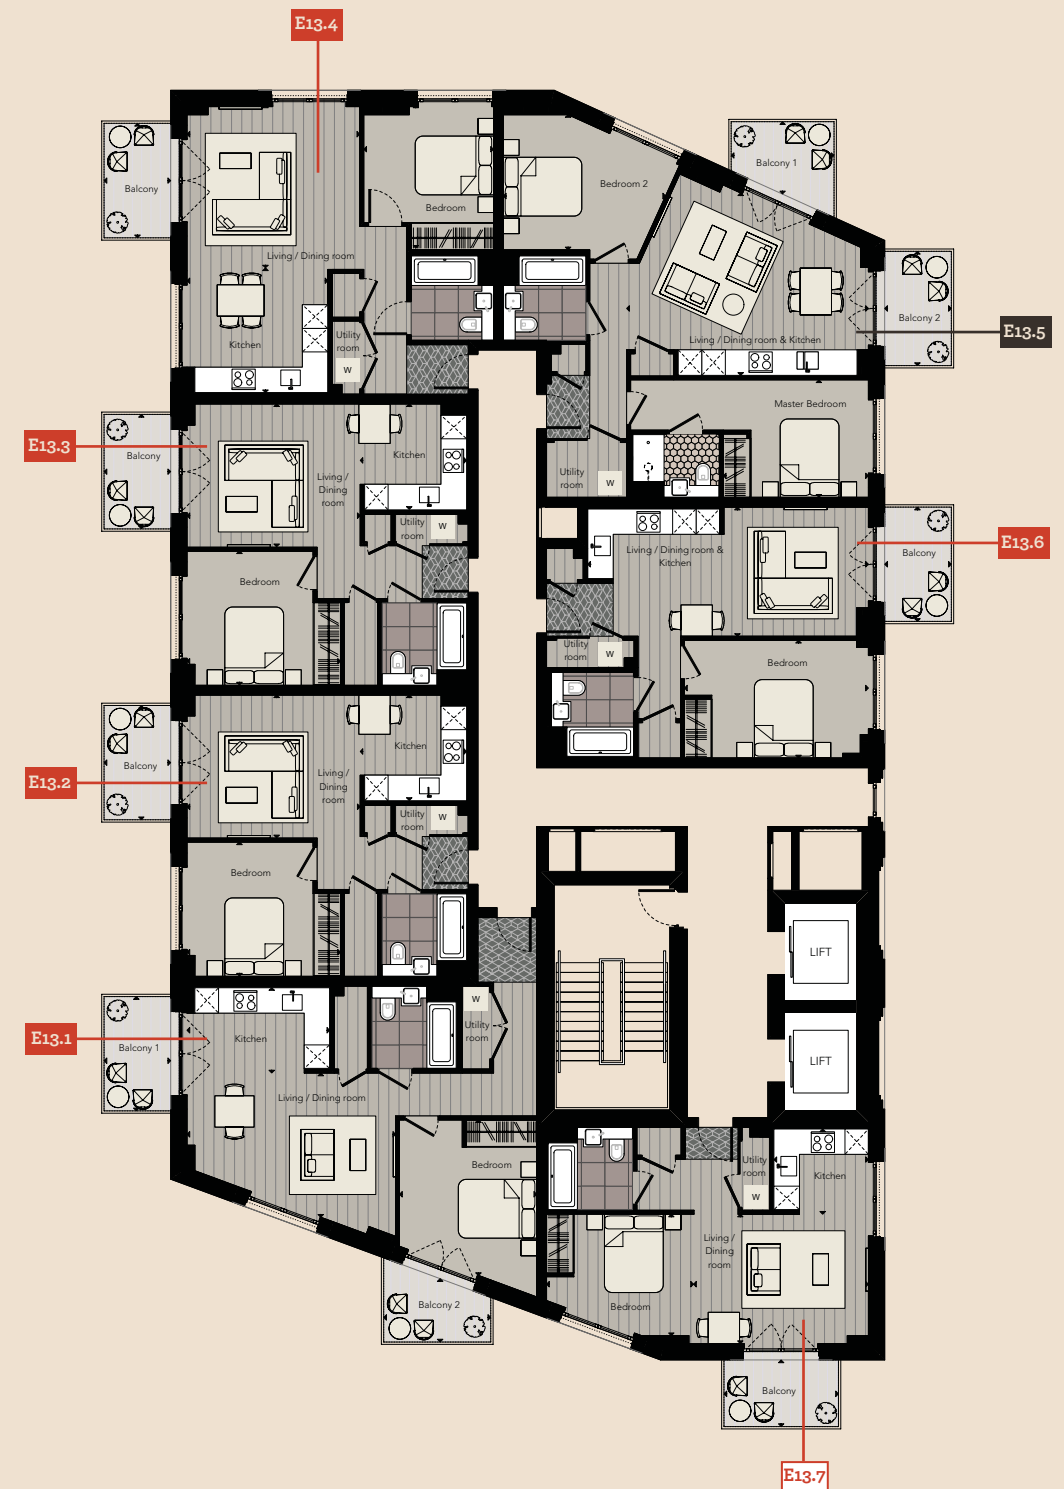 E13.4
Balcony
Bedroom
Living / Dining room
Kitchen
Utility
room
W
Bedroom 2
Balcony 1
Balcony 2
E13.5
Living / Dining room & Kitchen
Master Bedroom
Utility
room
W
E13.3
Balcony
Living /
Dining
room
Kitchen
Utility
room
W
Bedroom
E13.6
Balcony
Living / Dining room &
Kitchen
Utility
room
W
Bedroom
E13.2
Balcony
Living /
Dining
room
Kitchen
Utility
room
W
Bedroom
LIFT
LIFT
E13.1
Balcony 1
Kitchen
W
Utility
room
Living / Dining room
Bedroom
Balcony 2
Utility
room
W
Kitchen
Living /
Dining
room
Bedroom
Balcony
E13.7